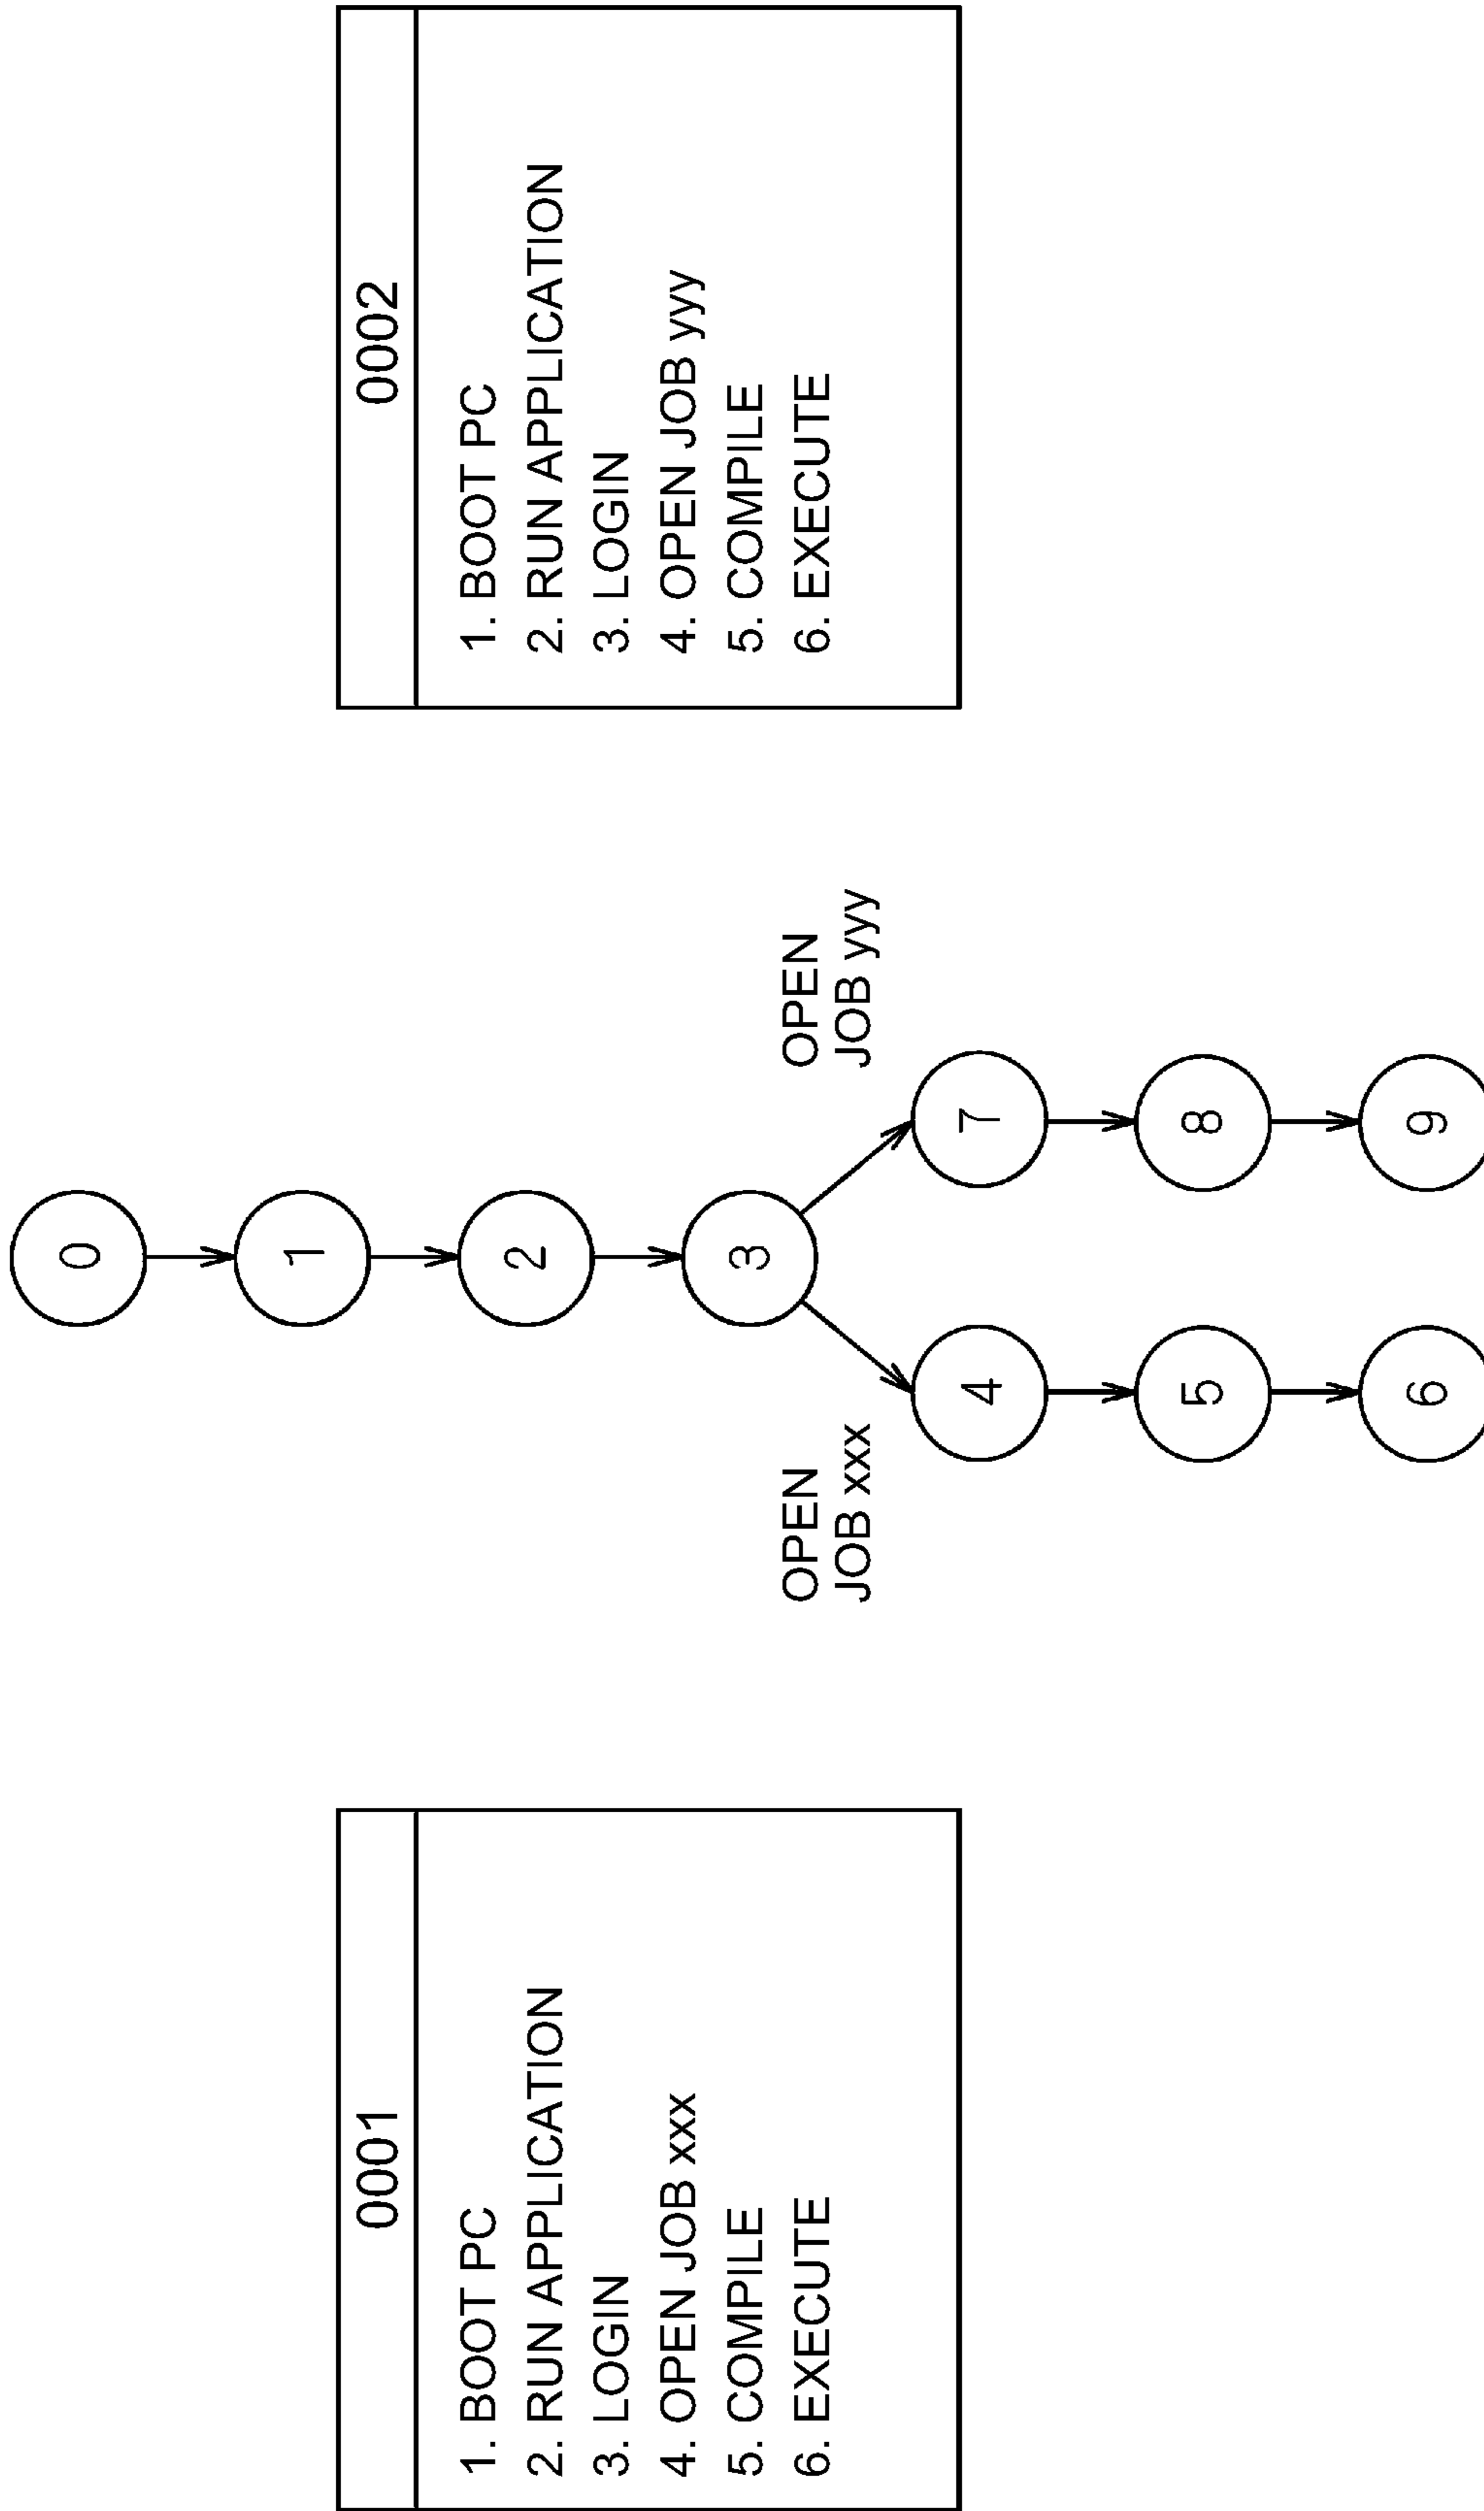 0001
1. BOOT PC
2. RUN APPLICATION
3. LOGIN
4. OPEN JOB xxx
5. COMPILE
6. EXECUTE
0
1
2
3
OPEN
JOB xxx
OPEN
JOB yyy
4
7
5
8
6
9
0002
1. BOOT PC
2. RUN APPLICATION
3. LOGIN
4. OPEN JOB yyy
5. COMPILE
6. EXECUTE